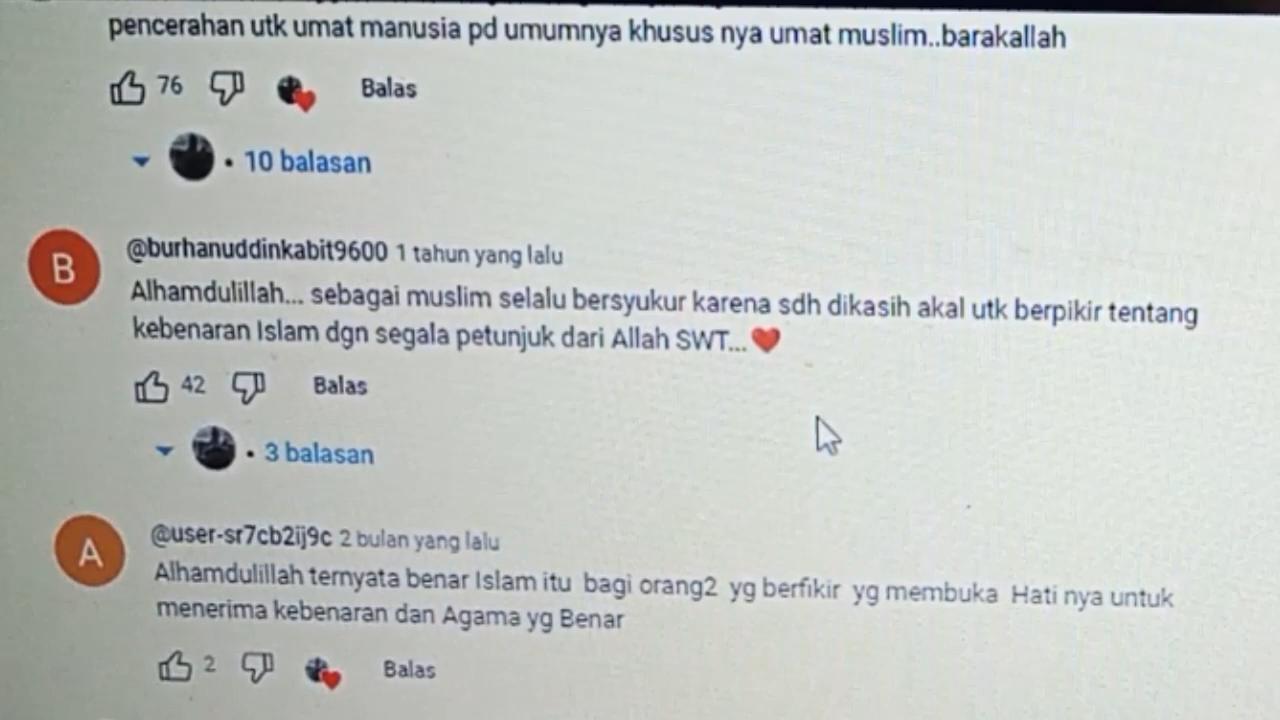 pencerahan utk umat manusia pd umumnya khusus nya umat muslim..barakallah
76 Balas
10 balasan
B
@burhanuddinkabit9600 1 tahun yang lalu
Alhamdulillah... sebagai muslim selalu bersyukur karena sdh dikasih akal utk berpikir tentang
kebenaran Islam dgn segala petunjuk dari Allah SWT... ❤️
42 Balas
3 balasan
A
@user-sr7cb2ij9c 2 bulan yang lalu
Alhamdulillah ternyata benar Islam itu bagi orang2 yg berfikir yg membuka Hati nya untuk
menerima kebenaran dan Agama yg Benar
2 Balas